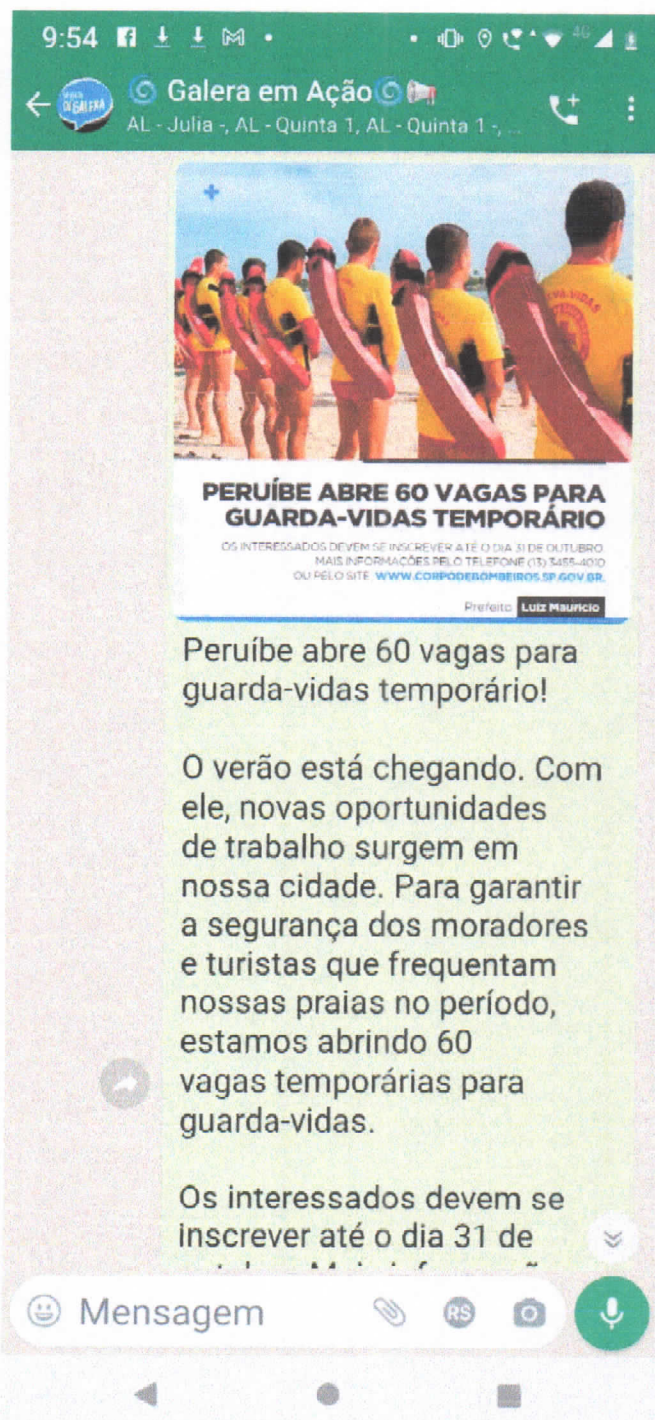 9:54
4G
Galera em Ação
AL - Julia -, AL - Quinta 1, AL - Quinta 1 -, ...
PERUÍBE ABRE 60 VAGAS PARA
GUARDA-VIDAS TEMPORÁRIO
OS INTERESSADOS DEVEM SE INSCREVER ATÉ O DIA 31 DE OUTUBRO.
MAIS INFORMAÇÕES PELO TELEFONE (13) 3455-4010
OU PELO SITE: WWW.CORPODEBOMBEIROS.SP.GOV.BR.
Prefeito Luiz Maurício
Peruíbe abre 60 vagas para
guarda-vidas temporário!
O verão está chegando. Com
ele, novas oportunidades
de trabalho surgem em
nossa cidade. Para garantir
a segurança dos moradores
e turistas que frequentam
nossas praias no período,
estamos abrindo 60
vagas temporárias para
guarda-vidas.
Os interessados devem se
inscrever até o dia 31 de
Mensagem
RS